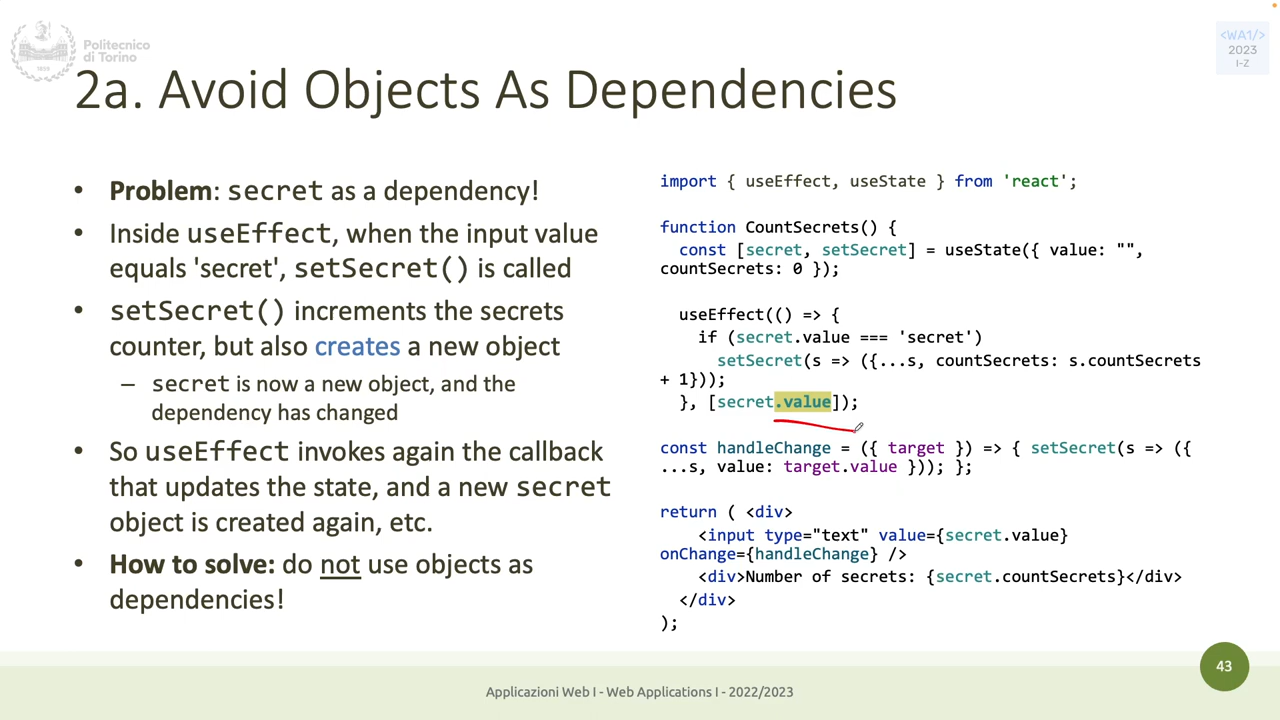 Politecnico
di Torino
<WA1/>
2023
I-Z
2a. Avoid Objects As Dependencies
• Problem: secret as a dependency!
• Inside useEffect, when the input value
equals 'secret', setSecret() is called
• setSecret() increments the secrets
counter, but also creates a new object
– secret is now a new object, and the
dependency has changed
• So useEffect invokes again the callback
that updates the state, and a new secret
object is created again, etc.
• How to solve: do not use objects as
dependencies!
import { useEffect, useState } from 'react';
function CountSecrets() {
const [secret, setSecret] = useState({ value: "",
countSecrets: 0 });
useEffect(() => {
if (secret.value === 'secret')
setSecret(s => ({...s, countSecrets: s.countSecrets
+ 1}));
}, [secret.value]);
const handleChange = ({ target }) => { setSecret(s => ({
...s, value: target.value })); };
return ( <div>
<input type="text" value={secret.value}
onChange={handleChange} />
<div>Number of secrets: {secret.countSecrets}</div>
</div>
);
43
Applicazioni Web I - Web Applications I - 2022/2023